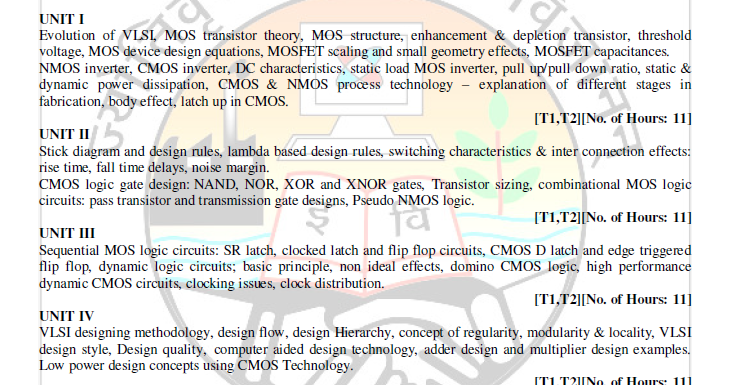 UNIT I
Evolution of VLSI, MOS transistor theory, MOS structure, enhancement & depletion transistor, threshold
voltage, MOS device design equations, MOSFET scaling and small geometry effects, MOSFET capacitances.
NMOS inverter, CMOS inverter, DC characteristics, static load MOS inverter, pull up/pull down ratio, static &
dynamic power dissipation, CMOS & NMOS process technology – explanation of different stages in
fabrication, body effect, latch up in CMOS.
[T1,T2][No. of Hours: 11]
UNIT II
Stick diagram and design rules, lambda based design rules, switching characteristics & inter connection effects:
rise time, fall time delays, noise margin.
CMOS logic gate design: NAND, NOR, XOR and XNOR gates, Transistor sizing, combinational MOS logic
circuits: pass transistor and transmission gate designs, Pseudo NMOS logic.
[T1,T2][No. of Hours: 11]
UNIT III
Sequential MOS logic circuits: SR latch, clocked latch and flip flop circuits, CMOS D latch and edge triggered
flip flop, dynamic logic circuits; basic principle, non ideal effects, domino CMOS logic, high performance
dynamic CMOS circuits, clocking issues, clock distribution.
[T1,T2][No. of Hours: 11]
UNIT IV
VLSI designing methodology, design flow, design Hierarchy, concept of regularity, modularity & locality, VLSI
design style, Design quality, computer aided design technology, adder design and multiplier design examples.
Low power design concepts using CMOS Technology.
[T1,T2][No. of Hours: 11]
इ वि